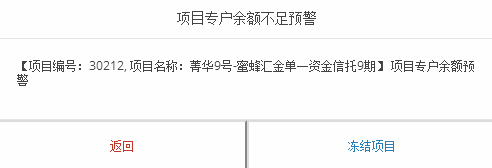 项目专户余额不足预警
【项目编号：30212, 项目名称：菁华9号-蜜蜂汇金单一资金信托9期】项目专户余额预
警
返回
冻结项目